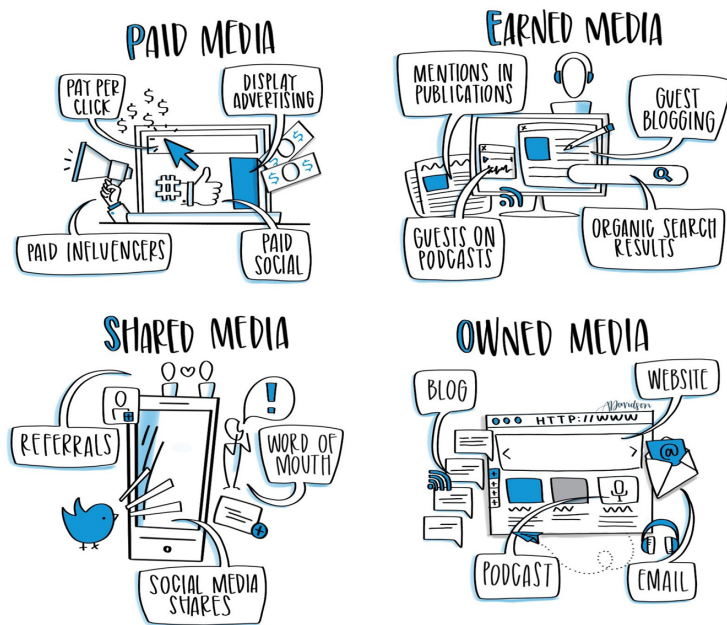 PAID MEDIA
PAY PER
CLICK
DISPLAY
ADVERTISING
PAID INFLUENCERS
PAID
SOCIAL
EARNED MEDIA
MENTIONS IN
PUBLICATIONS
GUEST
BLOGGING
GUESTS ON
PODCASTS
ORGANIC SEARCH
RESULTS
SHARED MEDIA
REFERRALS
WORD OF
MOUTH
SOCIAL MEDIA
SHARES
OWNED MEDIA
BLOG
WEBSITE
Davidson
HTTP://WWW
PODCAST
EMAIL